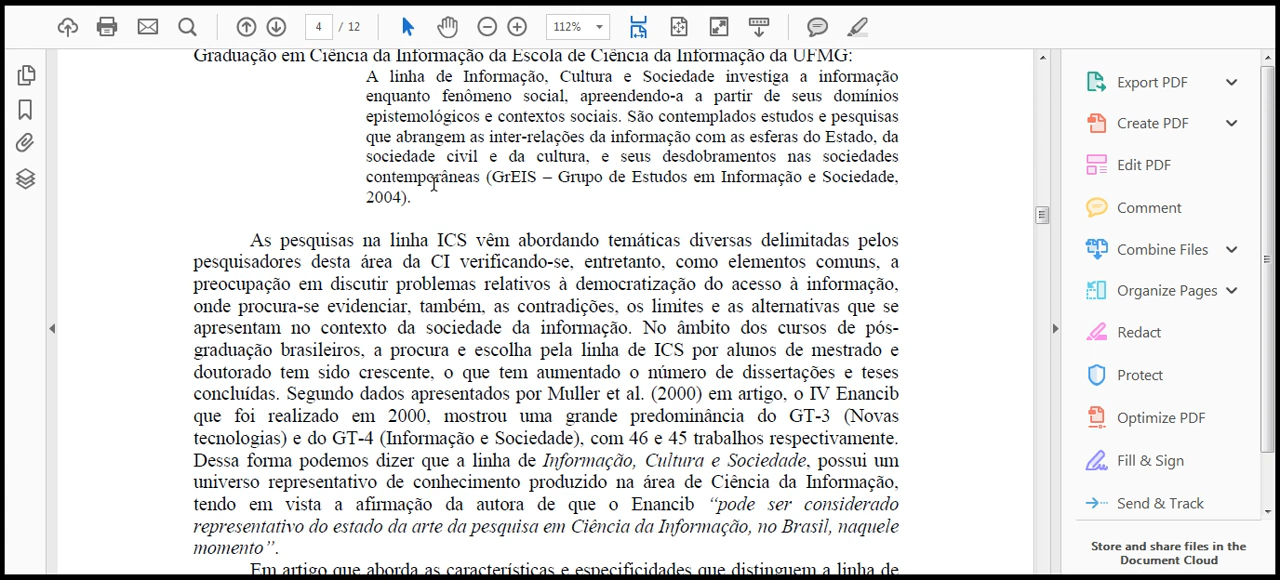 4 / 12
112%
Graduação em Ciência da Informação da Escola de Ciência da Informação da UFMG:
A linha de Informação, Cultura e Sociedade investiga a informação
enquanto fenômeno social, apreendendo-a a partir de seus domínios
epistemológicos e contextos sociais. São contemplados estudos e pesquisas
que abrangem as inter-relações da informação com as esferas do Estado, da
sociedade civil e da cultura, e seus desdobramentos nas sociedades
contemporâneas (GrEIS – Grupo de Estudos em Informação e Sociedade,
2004).
As pesquisas na linha ICS vêm abordando temáticas diversas delimitadas pelos
pesquisadores desta área da CI verificando-se, entretanto, como elementos comuns, a
preocupação em discutir problemas relativos à democratização do acesso à informação,
onde procura-se evidenciar, também, as contradições, os limites e as alternativas que se
apresentam no contexto da sociedade da informação. No âmbito dos cursos de pós-
graduação brasileiros, a procura e escolha pela linha de ICS por alunos de mestrado e
doutorado tem sido crescente, o que tem aumentado o número de dissertações e teses
concluídas. Segundo dados apresentados por Muller et al. (2000) em artigo, o IV Enancib
que foi realizado em 2000, mostrou uma grande predominância do GT-3 (Novas
tecnologias) e do GT-4 (Informação e Sociedade), com 46 e 45 trabalhos respectivamente.
Dessa forma podemos dizer que a linha de Informação, Cultura e Sociedade, possui um
universo representativo de conhecimento produzido na área de Ciência da Informação,
tendo em vista a afirmação da autora de que o Enancib “pode ser considerado
representativo do estado da arte da pesquisa em Ciência da Informação, no Brasil, naquele
momento”.
Em artigo que aborda as características e especificidades que distinguem a linha de
Export PDF
Create PDF
Edit PDF
Comment
Combine Files
Organize Pages
Redact
Protect
Optimize PDF
Fill & Sign
Send & Track
Store and share files in the
Document Cloud